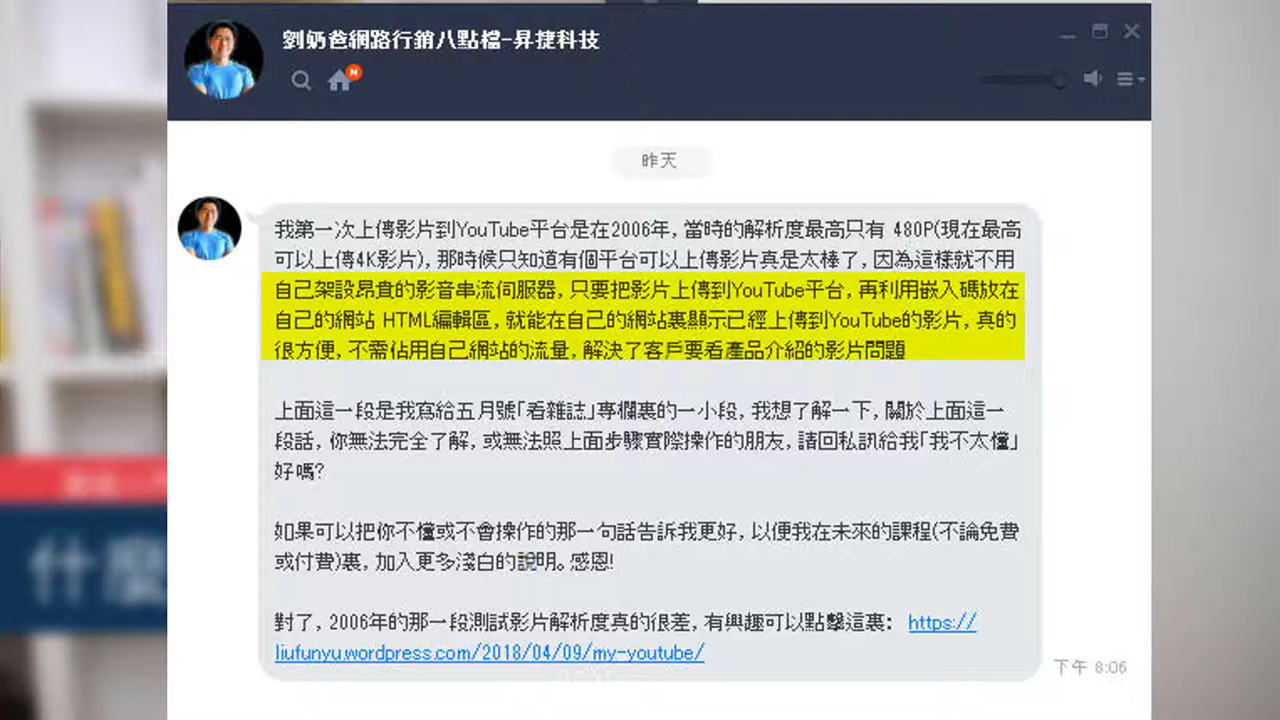 劉奶爸網路行銷八點檔-昇捷科技
N
昨天
我第一次上傳影片到YouTube平台是在2006年, 當時的解析度最高只有 480P(現在最高
可以上傳4K影片), 那時候只知道有個平台可以上傳影片真是太棒了, 因為這樣就不用
自己架設昂貴的影音串流伺服器, 只要把影片上傳到YouTube平台, 再利用嵌入碼放在
自己的網站 HTML編輯區, 就能在自己的網站裏顯示已經上傳到YouTube的影片, 真的
很方便, 不需佔用自己網站的流量, 解決了客戶要看產品介紹的影片問題
上面這一段是我寫給五月號「看雜誌」專欄裏的一小段, 我想了解一下, 關於上面這一
段話, 你無法完全了解, 或無法照上面步驟實際操作的朋友, 請回私訊給我「我不太懂」
好嗎?
如果可以把你不懂或不會操作的那一句話告訴我更好, 以便我在未來的課程(不論免費
或付費)裏, 加入更多淺白的說明。感恩!
對了, 2006年的那一段測試影片解析度真的很差, 有興趣可以點擊這裏： https://
liufunyu.wordpress.com/2018/04/09/my-youtube/
下午 8:06
什麼